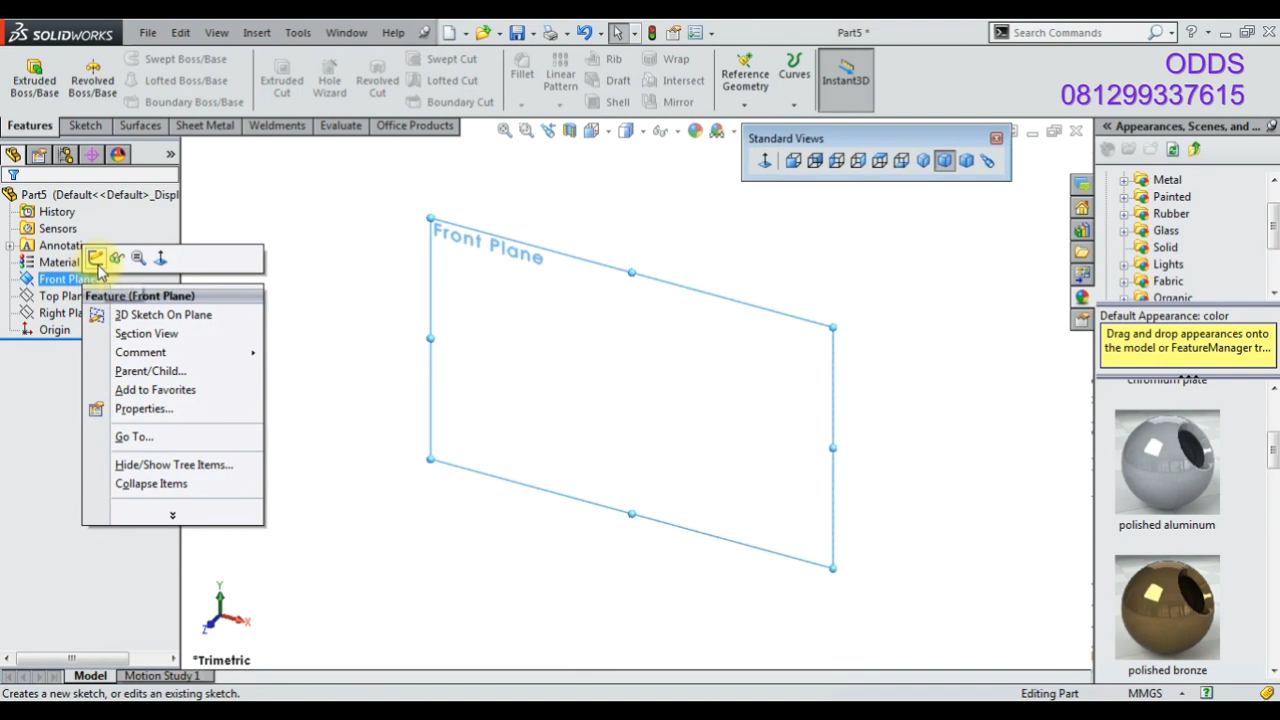 SOLIDWORKS
File Edit View Insert Tools Window Help
Part5 *
Search Commands
Extruded Boss/Base
Revolved Boss/Base
Swept Boss/Base
Lofted Boss/Base
Boundary Boss/Base
Extruded Cut
Hole Wizard
Revolved Cut
Swept Cut
Lofted Cut
Boundary Cut
Fillet
Linear Pattern
Rib
Draft
Shell
Wrap
Intersect
Mirror
Reference Geometry
Curves
Instant3D
ODDS
081299337615
Features Sketch Surfaces Sheet Metal Weldments Evaluate Office Products
Standard Views
Appearances, Scenes, and ...
Part5 (Default<<Default>_Displ
History
Sensors
Annotati
Material
Front Plane
Top Plan
Right Pla
Origin
Feature (Front Plane)
3D Sketch On Plane
Section View
Comment
Parent/Child...
Add to Favorites
Properties...
Go To...
Hide/Show Tree Items...
Collapse Items
Front Plane
Y
X
Z
*Trimetric
Metal
Painted
Rubber
Glass
Solid
Lights
Fabric
Organic
Default Appearance: color
Drag and drop appearances onto
the model or FeatureManager tr...
chromium plate
polished aluminum
polished bronze
Model Motion Study 1
Creates a new sketch, or edits an existing sketch.
Editing Part
MMGS